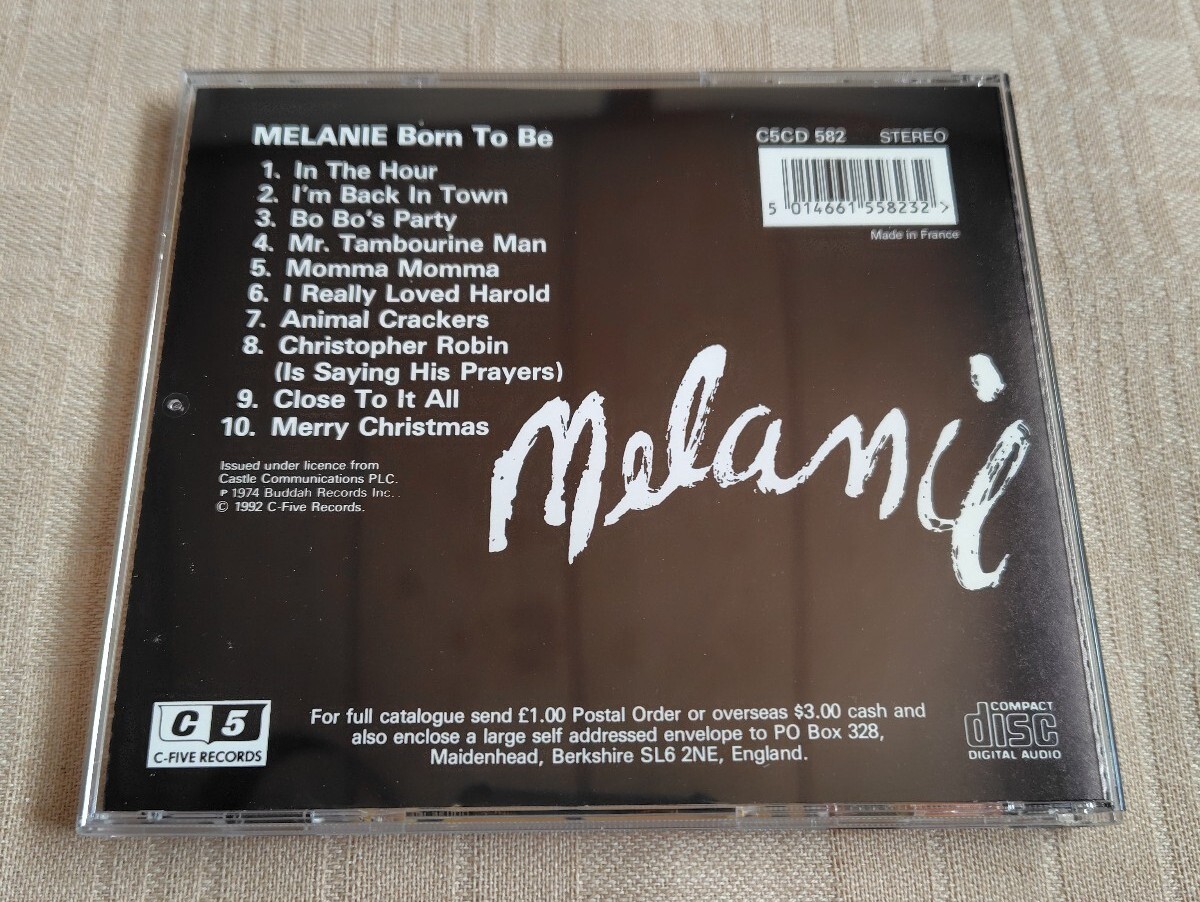 MELANIE Born To Be
1. In The Hour
2. I'm Back In Town
3. Bo Bo's Party
4. Mr. Tambourine Man
5. Momma Momma
6. I Really Loved Harold
7. Animal Crackers
8. Christopher Robin
(Is Saying His Prayers)
9. Close To It All
10. Merry Christmas
Issued under licence from
Castle Communications PLC.
℗ 1974 Buddah Records Inc.
© 1992 C-Five Records.
C5CD 582 STEREO
5 014661 558232 >
Made in France
Melanie
C 5
C-FIVE RECORDS
For full catalogue send £1.00 Postal Order or overseas $3.00 cash and
also enclose a large self addressed envelope to PO Box 328,
Maidenhead, Berkshire SL6 2NE, England.
COMPACT
disc
DIGITAL AUDIO